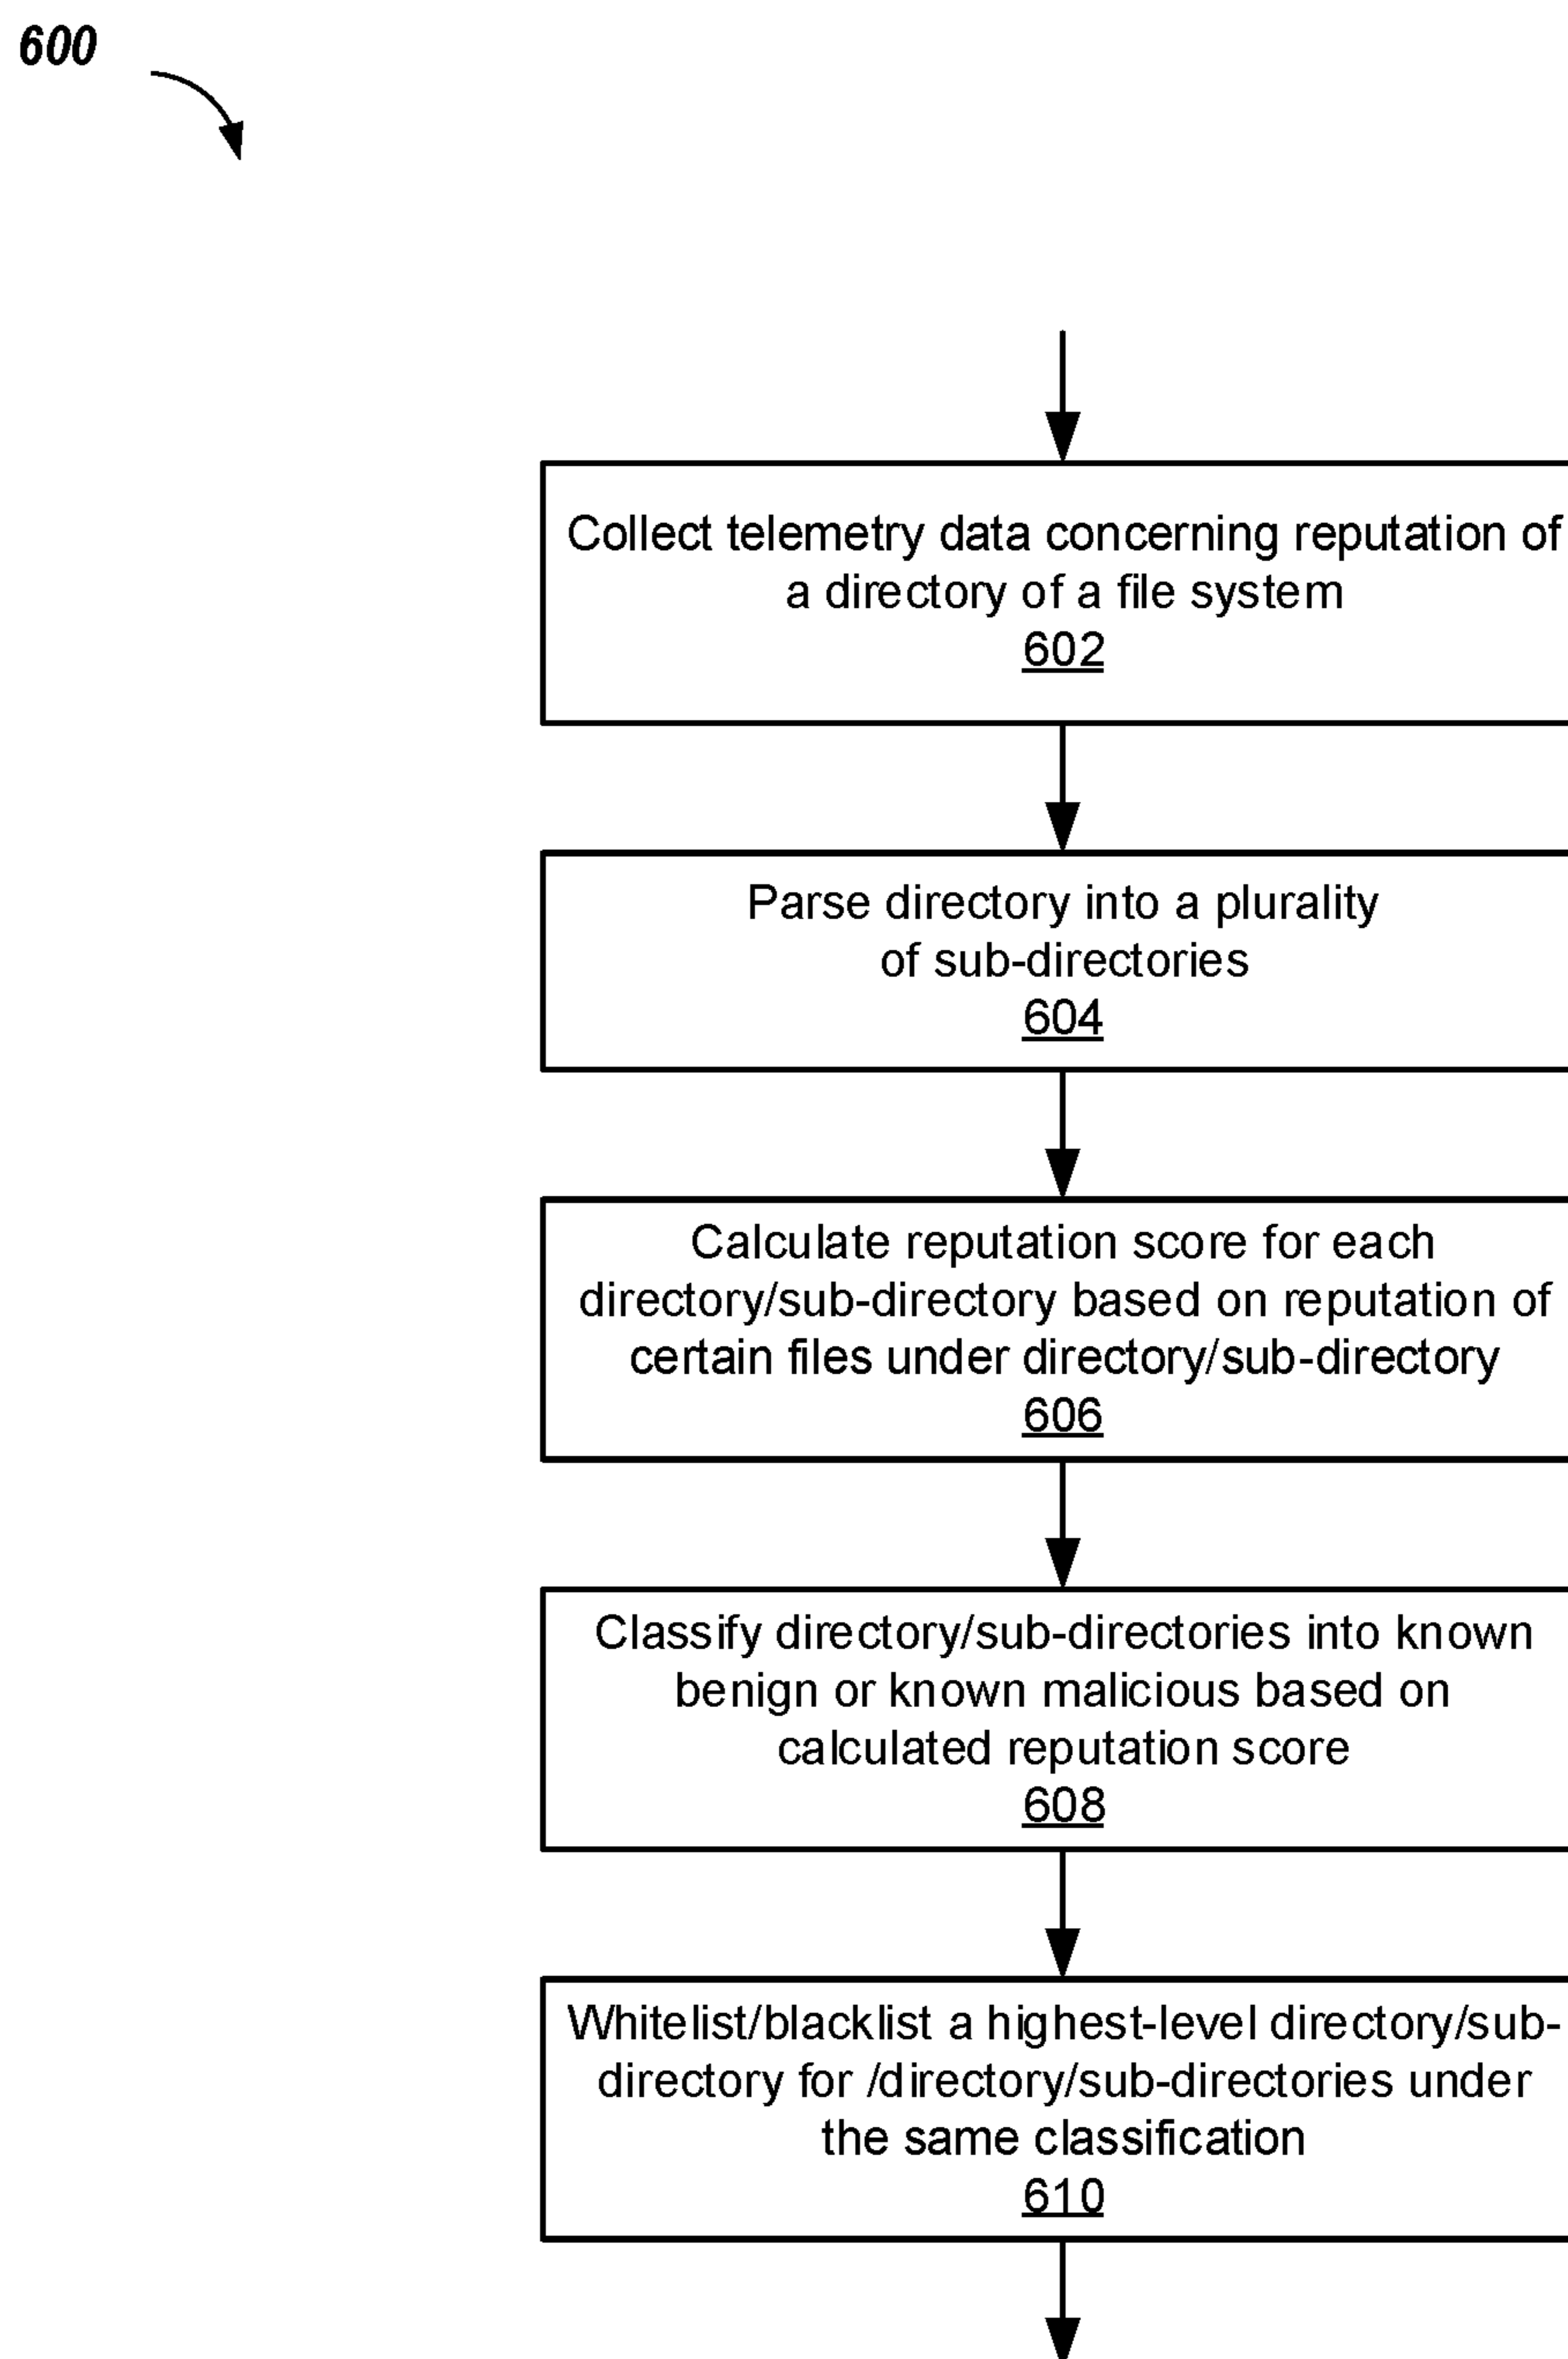 600
Collect telemetry data concerning reputation of
a directory of a file system
602
Parse directory into a plurality
of sub-directories
604
Calculate reputation score for each
directory/sub-directory based on reputation of
certain files under directory/sub-directory
606
Classify directory/sub-directories into known
benign or known malicious based on
calculated reputation score
608
Whitelist/blacklist a highest-level directory/sub-
directory for /directory/sub-directories under
the same classification
610